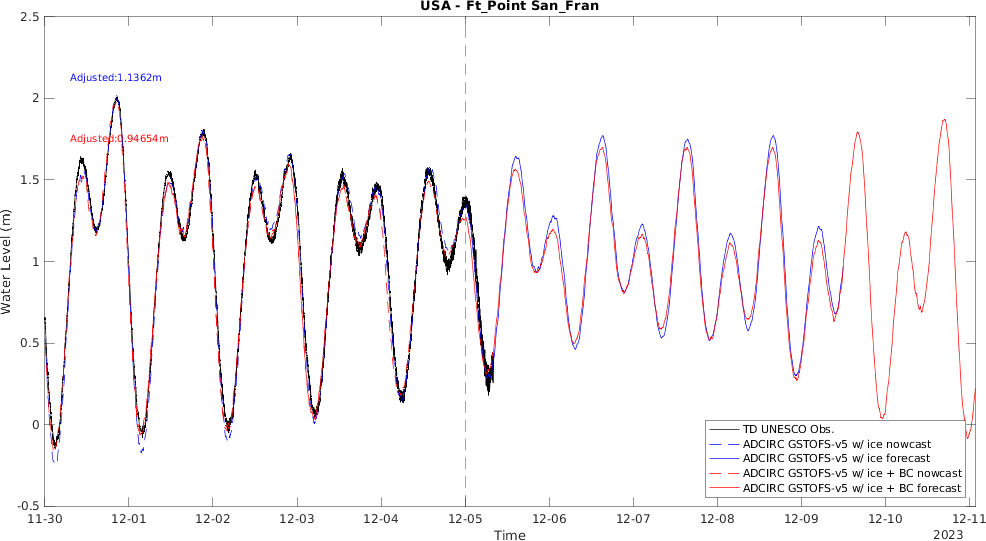 USA - Ft_Point San_Fran
2.5
2
1.5
1
0.5
0
-0.5
Water Level (m)
Adjusted:1.1362m
Adjusted:0.94654m
TD UNESCO Obs.
ADCIRC GSTOFS-v5 w/ ice nowcast
ADCIRC GSTOFS-v5 w/ ice forecast
ADCIRC GSTOFS-v5 w/ ice + BC nowcast
ADCIRC GSTOFS-v5 w/ ice + BC forecast
11-30 12-01 12-02 12-03 12-04 12-05 12-06 12-07 12-08 12-09 12-10 12-11
Time
2023